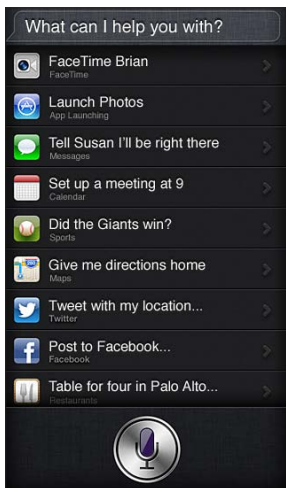 What can I help you with?
FaceTime Brian
FaceTime
Launch Photos
App Launching
Tell Susan I'll be right there
Messages
Set up a meeting at 9
Calendar
Did the Giants win?
Sports
Give me directions home
Maps
Tweet with my location...
Twitter
Post to Facebook...
Facebook
Table for four in Palo Alto...
Restaurants